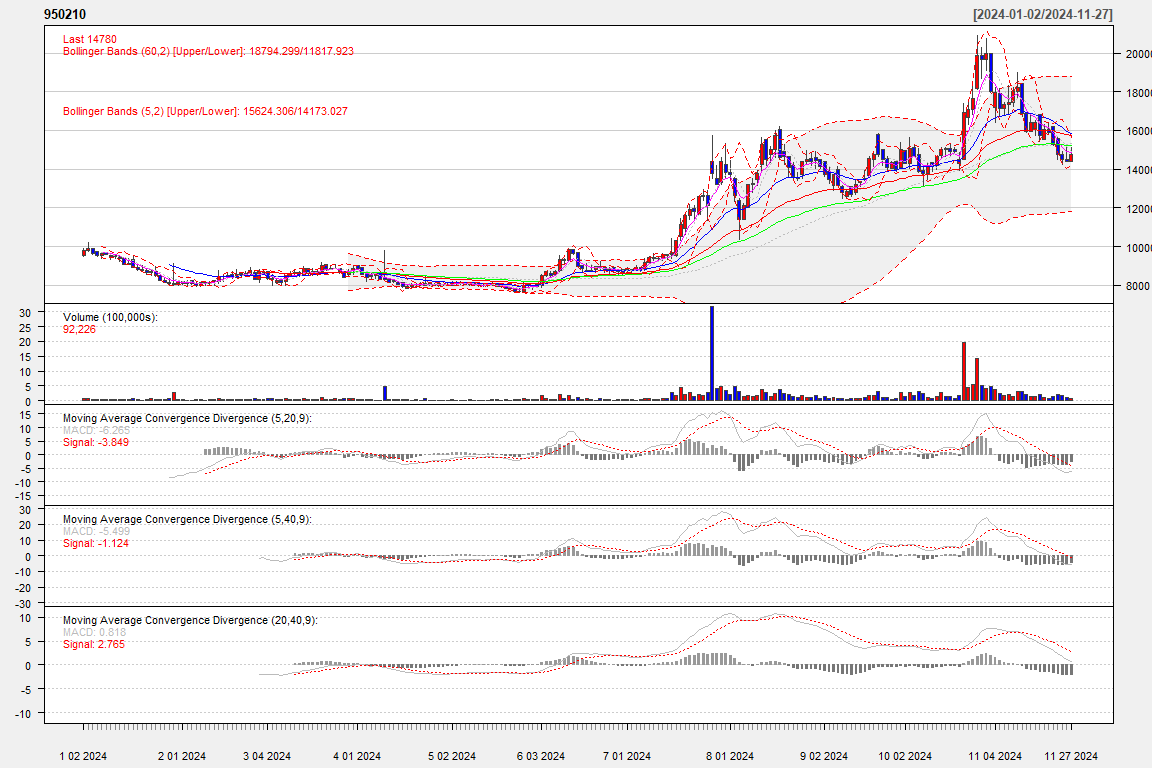 950210 [2024-01-02/2024-11-27]
Last 14780
Bollinger Bands (60,2) [Upper/Lower]: 18794.299/11817.923
Bollinger Bands (5,2) [Upper/Lower]: 15624.306/14173.027
20000
18000
16000
14000
12000
10000
8000
Volume (100,000s):
92,226
30
25
20
15
10
5
0
Moving Average Convergence Divergence (5,20,9):
MACD: -6.265
Signal: -3.849
15
10
5
0
-5
-10
-15
Moving Average Convergence Divergence (5,40,9):
MACD: -5.499
Signal: -1.124
30
20
10
0
-10
-20
-30
Moving Average Convergence Divergence (20,40,9):
MACD: 0.818
Signal: 2.765
10
5
0
-5
-10
1 02 2024 2 01 2024 3 04 2024 4 01 2024 5 02 2024 6 03 2024 7 01 2024 8 01 2024 9 02 2024 10 02 2024 11 04 2024 11 27 2024